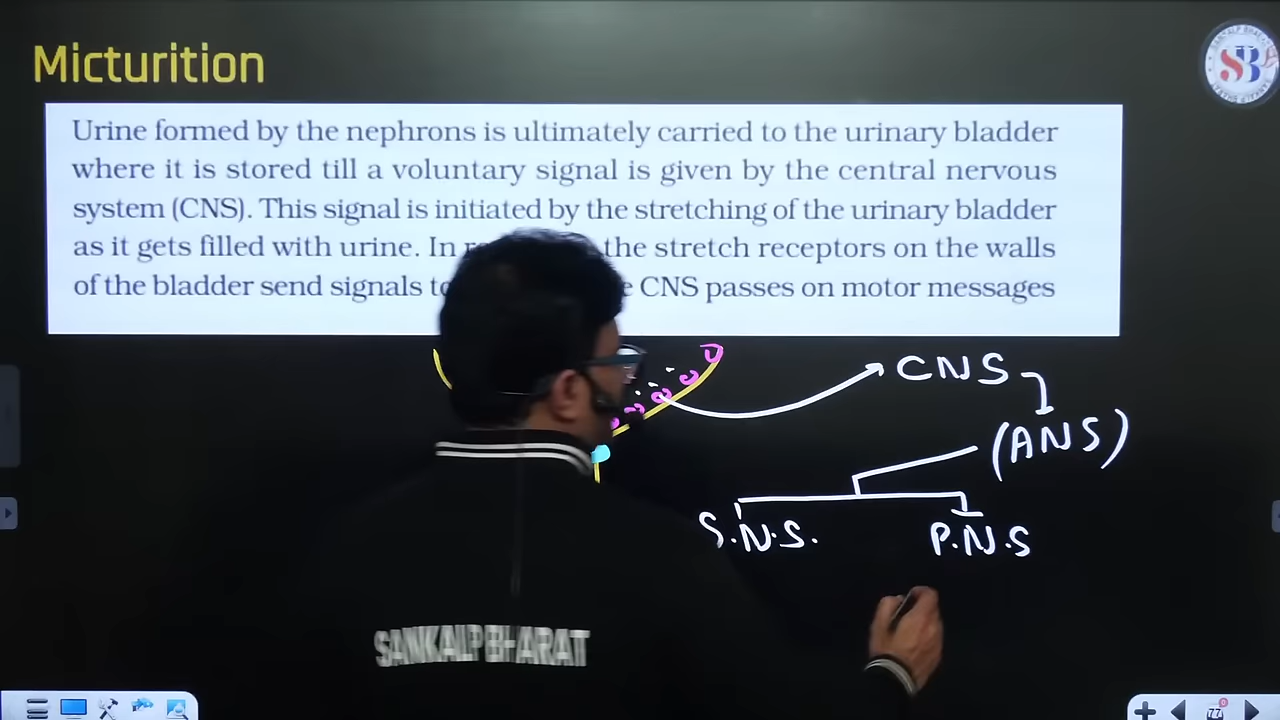 Micturition
Urine formed by the nephrons is ultimately carried to the urinary bladder
where it is stored till a voluntary signal is given by the central nervous
system (CNS). This signal is initiated by the stretching of the urinary bladder
as it gets filled with urine. In the stretch receptors on the walls
of the bladder send signals CNS passes on motor messages
CNS
(ANS)
S.N.S.
P.N.S
SANKALP BHARAT
SB